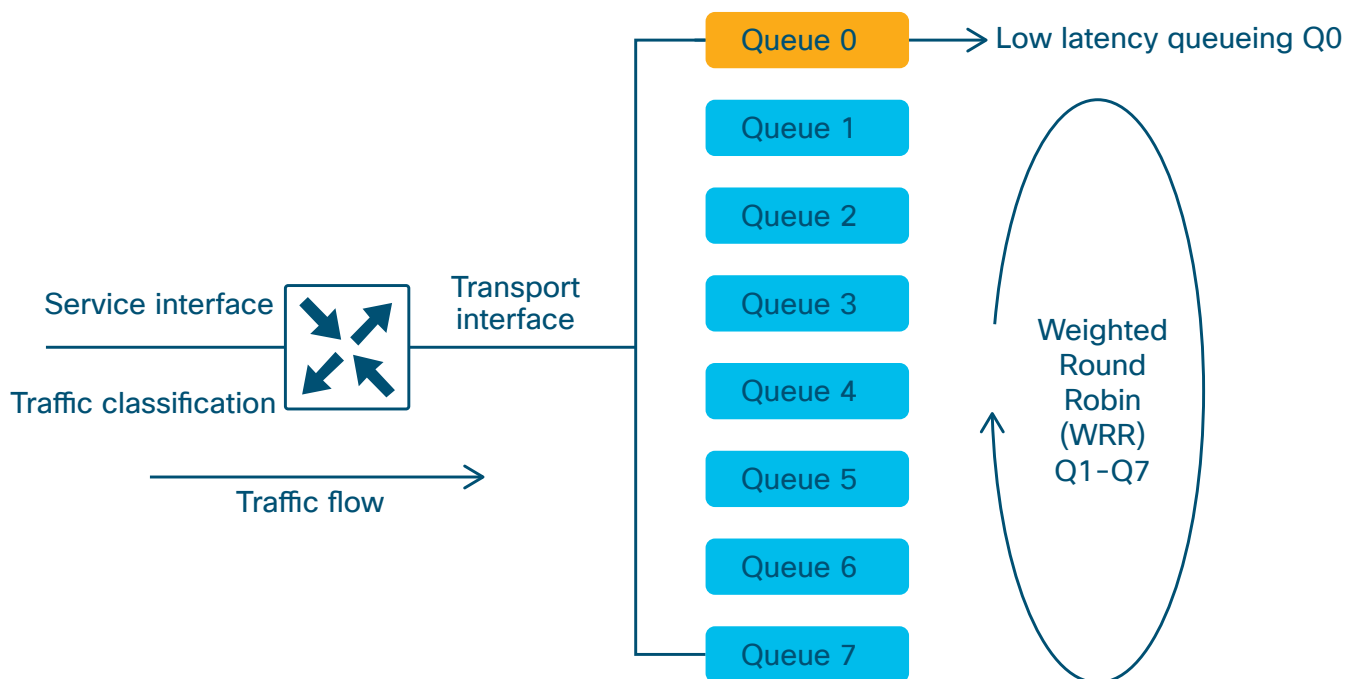 Queue 0
Low latency queueing Q0
Queue 1
Queue 2
Service interface
Transport
interface
Queue 3
Weighted
Round
Robin
(WRR)
Q1-Q7
Traffic classification
Queue 4
Traffic flow
Queue 5
Queue 6
Queue 7